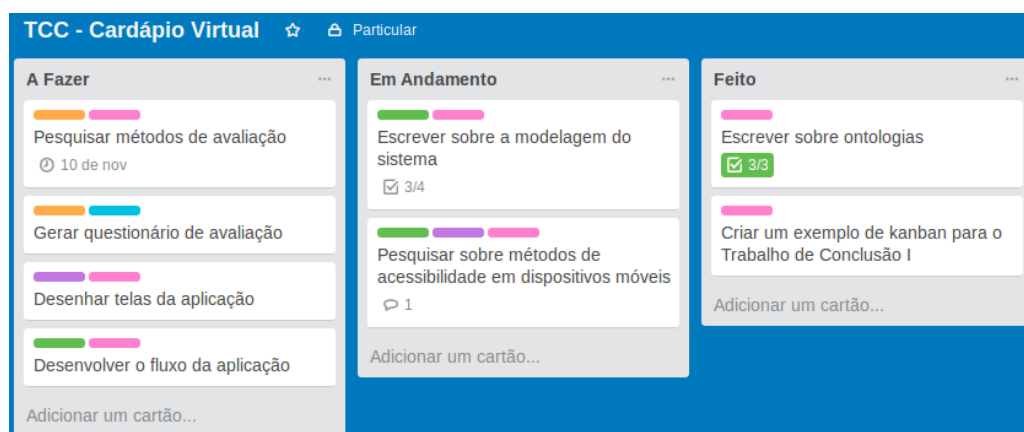 TCC - Cardápio Virtual
Particular
A Fazer
Pesquisar métodos de avaliação
10 de nov
Gerar questionário de avaliação
Desenhar telas da aplicação
Desenvolver o fluxo da aplicação
Adicionar um cartão...
Em Andamento
Escrever sobre a modelagem do
sistema
3/4
Pesquisar sobre métodos de
acessibilidade em dispositivos móveis
1
Adicionar um cartão...
Feito
Escrever sobre ontologias
3/3
Criar um exemplo de kanban para o
Trabalho de Conclusão I
Adicionar um cartão...